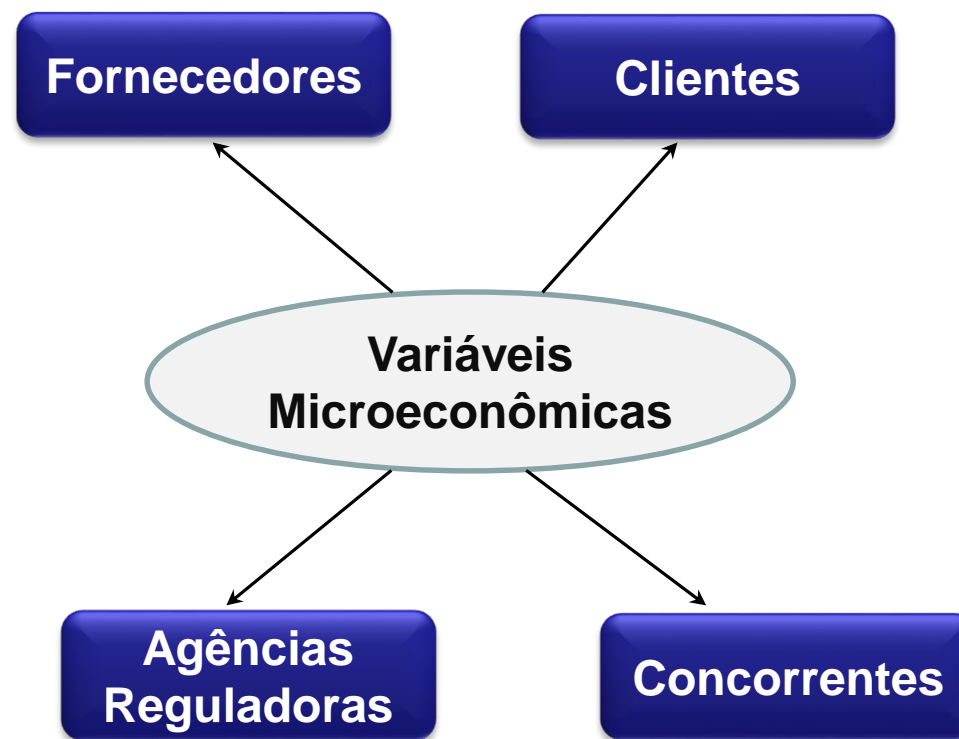 Fornecedores
Clientes
Variáveis
Microeconômicas
Agências
Reguladoras
Concorrentes